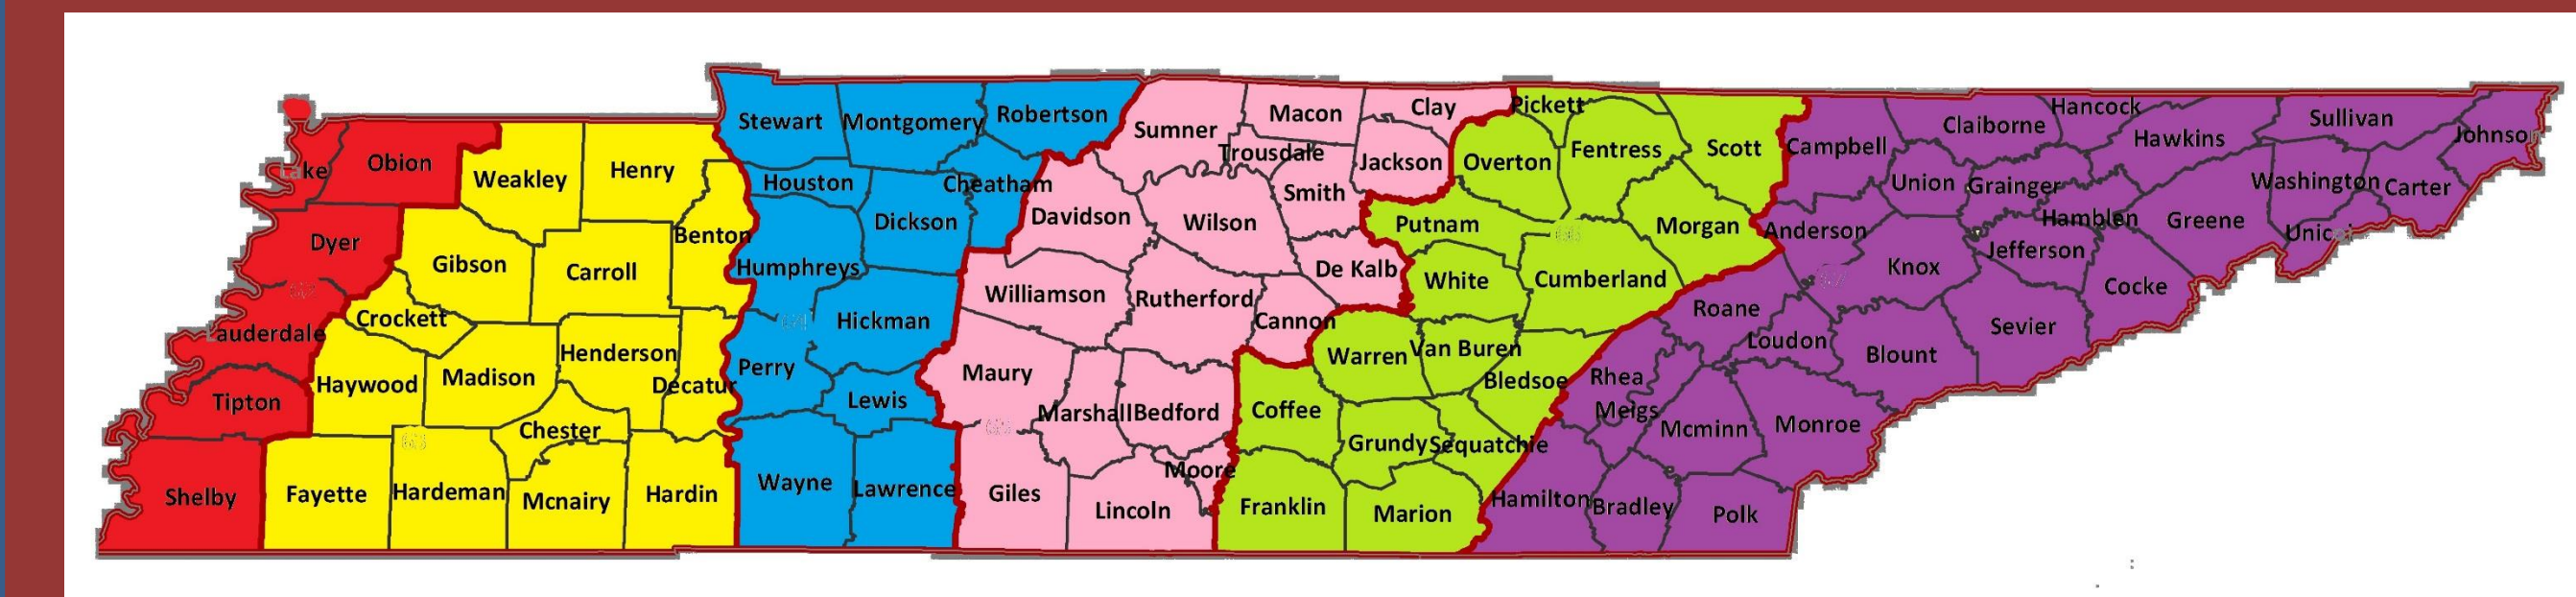 Lake
Obion
Dyer
Lauderdale
Tipton
Shelby
Weakley
Henry
Benton
Gibson
Carroll
Crockett
Haywood
Madison
Henderson
Decatur
Chester
Fayette
Hardeman
Mcnairy
Hardin
Stewart
Montgomery
Robertson
Houston
Cheatham
Dickson
Humphreys
Hickman
Perry
Lewis
Wayne
Lawrence
Sumner
Macon
Clay
Trousdale
Jackson
Smith
Davidson
Wilson
De Kalb
Williamson
Rutherford
Cannon
Maury
Marshall
Bedford
Moore
Giles
Lincoln
Pickett
Overton
Fentress
Scott
Putnam
Morgan
White
Cumberland
Warren
Van Buren
Bledsoe
Coffee
Grundy
Sequatchie
Franklin
Marion
Campbell
Claiborne
Hancock
Hawkins
Sullivan
Johnson
Union
Grainger
Washington
Carter
Anderson
Hamblen
Greene
Unicoi
Knox
Jefferson
Cocke
Roane
Loudon
Blount
Sevier
Rhea
Meigs
Mcminn
Monroe
Hamilton
Bradley
Polk